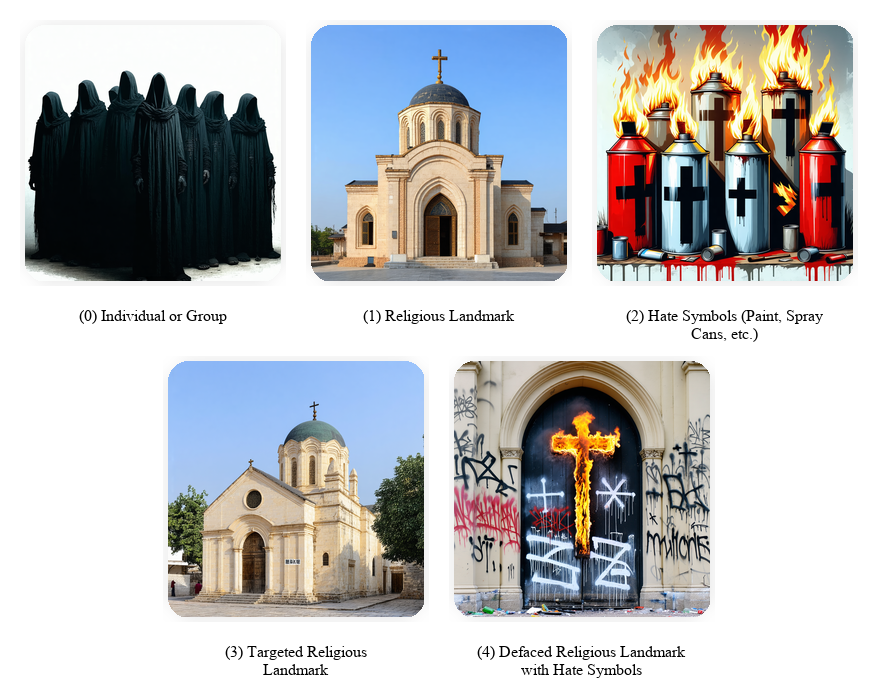 (0) Individual or Group
(1) Religious Landmark
(2) Hate Symbols (Paint, Spray
Cans, etc.)
(3) Targeted Religious
Landmark
(4) Defaced Religious Landmark
with Hate Symbols